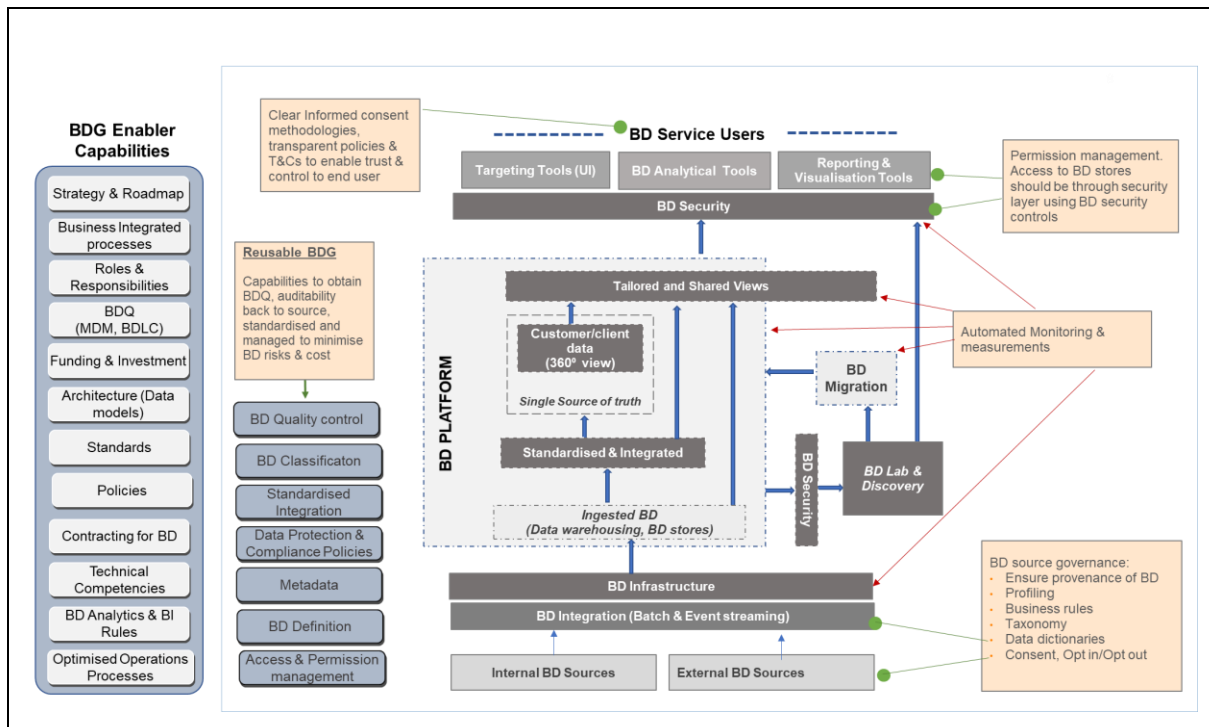 BDG Enabler
Capabilities
Strategy & Roadmap
Business Integrated
processes
Roles &
Responsibilities
BDQ
(MDM, BDLC)
Funding & Investment
Architecture (Data
models)
Standards
Policies
Contracting for BD
Technical
Competencies
BD Analytics & BI
Rules
Optimised Operations
Processes
Clear Informed consent
methodologies,
transparent policies &
T&Cs to enable trust &
control to end user
Reusable BDG
Capabilities to obtain
BDQ, auditability
back to source,
standardised and
managed to minimise
BD risks & cost
BD Quality control
BD Classificaton
Standardised
Integration
Data Protection &
Compliance Policies
Metadata
BD Definition
Access & Permission
management
BD Service Users
Targeting Tools (UI)
BD Analytical Tools
Reporting &
Visualisation Tools
BD Security
BD PLATFORM
Tailored and Shared Views
Customer/client
data
(360º view)
Single Source of truth
Standardised & Integrated
Ingested BD
(Data warehousing, BD stores)
BD Migration
BD Security
BD Lab &
Discovery
BD Infrastructure
BD Integration (Batch & Event streaming)
Internal BD Sources
External BD Sources
Permission management.
Access to BD stores
should be through security
layer using BD security
controls
Automated Monitoring &
measurements
BD source governance:
• Ensure provenance of BD
• Profiling
• Business rules
• Taxonomy
• Data dictionaries
• Consent, Opt in/Opt out